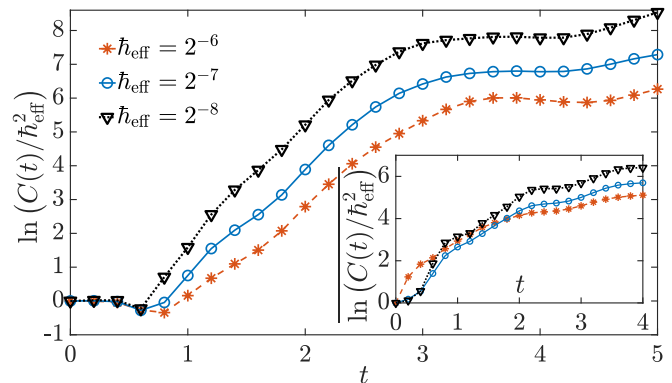 8
7
6
5
4
3
2
1
0
-1
ln (C(t)/ħ²_eff)
ħ_eff = 2^-6
ħ_eff = 2^-7
ħ_eff = 2^-8
0 1 2 3 4 5
t
6
4
2
0
ln (C(t)/ħ²_eff)
t
0 1 2 3 4